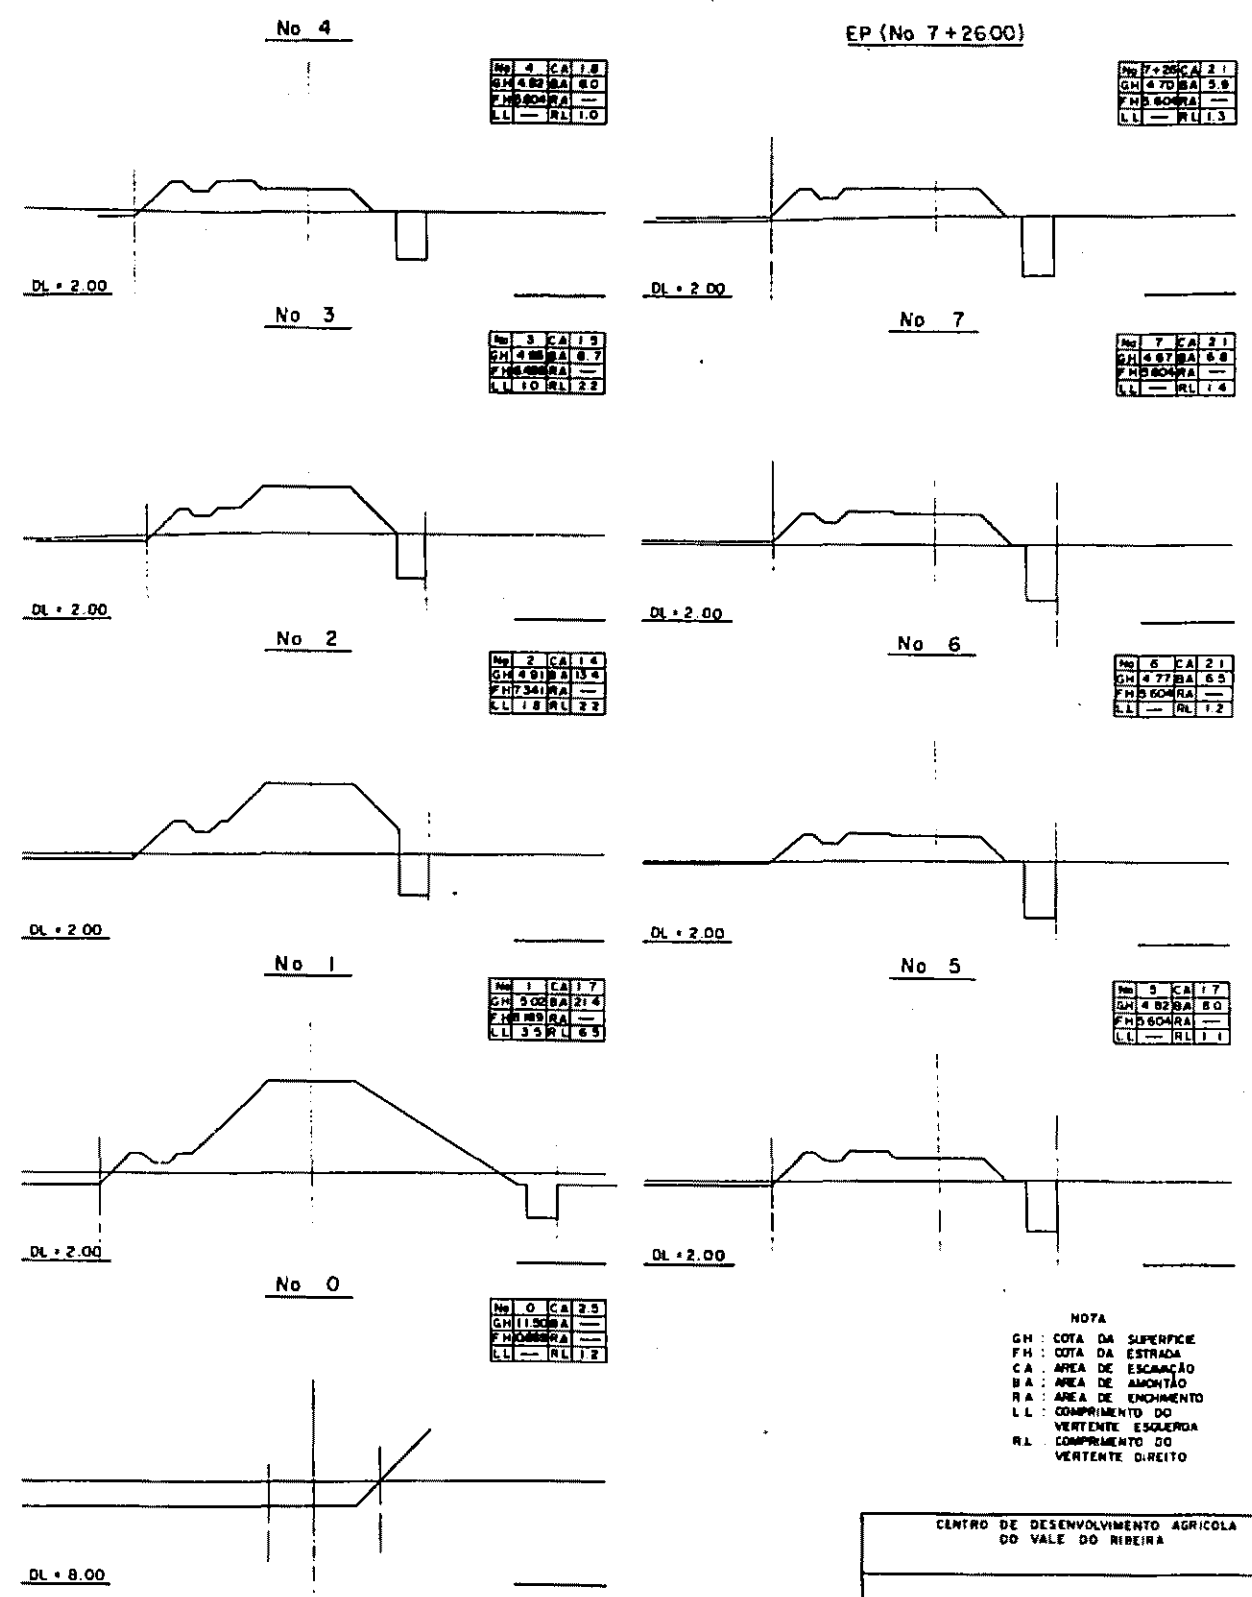 No 4
No 4 CA 1.8
GH 4.82 BA 6.0
FH 5.604 RA —
LL — RL 1.0
DL = 2.00
No 3
No 3 CA 1 5
GH BA 8.7
FH RA —
LL 1 0 RL 2 2
DL = 2.00
No 2
No 2 CA 1 4
GH 4 91 BA 13 4
FH 7 341 RA —
LL 1 8 RL 2 2
DL = 2 00
No 1
No 1 CA 1 7
GH 5 02 BA 21 4
FH RA —
LL 3 5 RL 6 5
DL = 2.00
No 0
No 0 CA 2.5
GH 11.50 BA —
FH RA —
LL — RL 1 2
DL = 8.00
EP (No 7 + 26.00)
No 7+26 CA 2 1
GH 4 70 BA 5.9
FH 5 604 RA —
LL — RL 1.3
DL = 2 00
No 7
No 7 CA 2 1
GH 4 67 BA 6 8
FH 5 604 RA —
LL — RL 1 4
DL = 2.00
No 6
No 6 CA 2 1
GH 4 77 BA 6 5
FH 5 604 RA —
LL — RL 1.2
DL = 2.00
No 5
No 5 CA 1 7
GH 4 82 BA 6 0
FH 5 604 RA —
LL — RL 1 1
DL = 2.00
NOTA
GH : COTA DA SUPERFICIE
FH : COTA DA ESTRADA
CA . AREA DE ESCAVAÇÃO
BA : AREA DE AMONTÃO
RA : AREA DE ENCHIMENTO
LL : COMPRIMENTO DO
VERTENTE ESQUERDA
RL . COMPRIMENTO DO
VERTENTE DIREITO
CENTRO DE DESENVOLVIMENTO AGRICOLA
DO VALE DO RIBEIRA